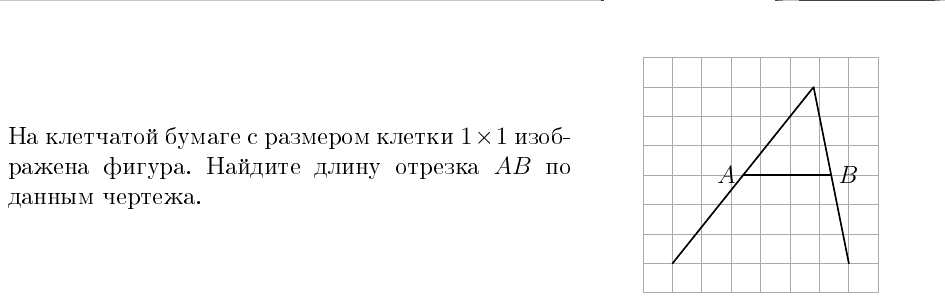 На клетчатой бумаге с размером клетки 1×1 изоб-
ражена фигура. Найдите длину отрезка AB по
данным чертежа.
A
B